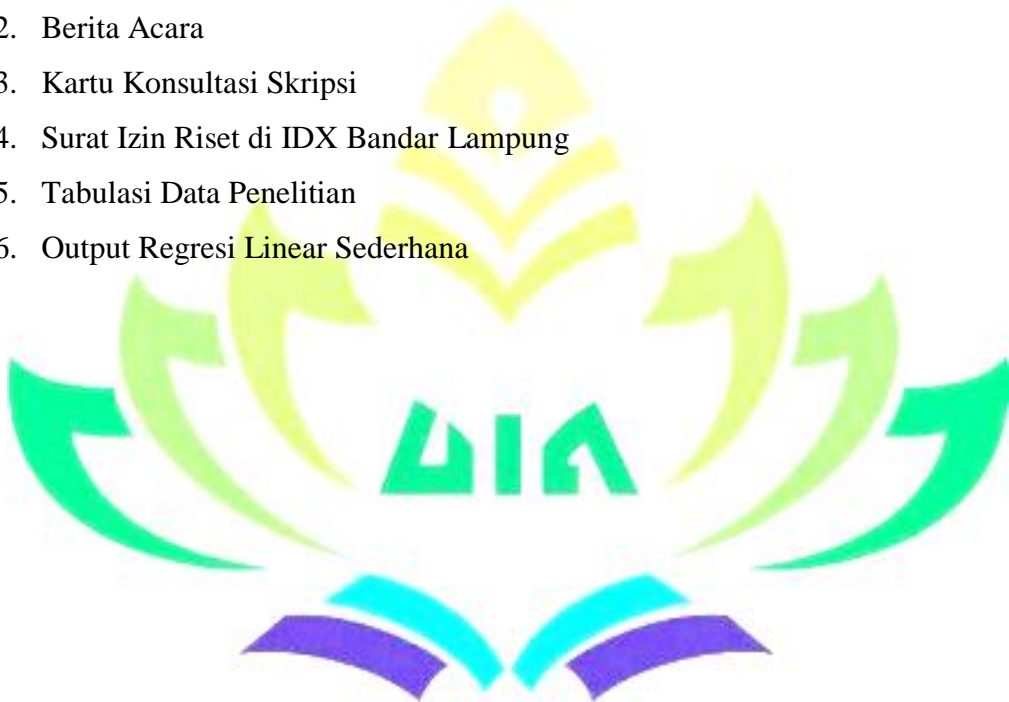 2. Berita Acara
3. Kartu Konsultasi Skripsi
4. Surat Izin Riset di IDX Bandar Lampung
5. Tabulasi Data Penelitian
6. Output Regresi Linear Sederhana
UIN